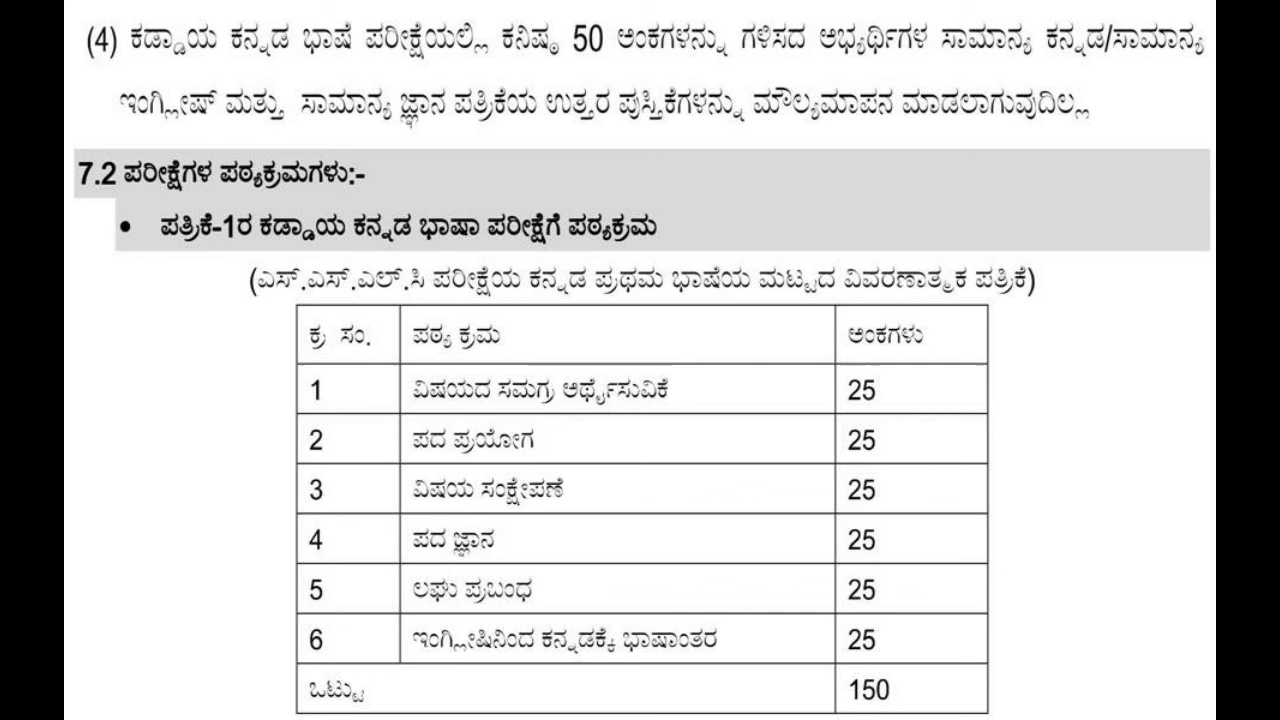 (4) ಕಡ್ಡಾಯ ಕನ್ನಡ ಭಾಷೆ ಪರೀಕ್ಷೆಯಲ್ಲಿ ಕನಿಷ್ಠ 50 ಅಂಕಗಳನ್ನು ಗಳಿಸದ ಅಭ್ಯರ್ಥಿಗಳ ಸಾಮಾನ್ಯ ಕನ್ನಡ/ಸಾಮಾನ್ಯ
ಇಂಗ್ಲೀಷ್ ಮತ್ತು ಸಾಮಾನ್ಯ ಜ್ಞಾನ ಪತ್ರಿಕೆಯ ಉತ್ತರ ಪುಸ್ತಿಕೆಗಳನ್ನು ಮೌಲ್ಯಮಾಪನ ಮಾಡಲಾಗುವುದಿಲ್ಲ
7.2 ಪರೀಕ್ಷೆಗಳ ಪಠ್ಯಕ್ರಮಗಳು:-
• ಪತ್ರಿಕೆ-1ರ ಕಡ್ಡಾಯ ಕನ್ನಡ ಭಾಷಾ ಪರೀಕ್ಷೆಗೆ ಪಠ್ಯಕ್ರಮ
(ಎಸ್.ಎಸ್.ಎಲ್.ಸಿ ಪರೀಕ್ಷೆಯ ಕನ್ನಡ ಪ್ರಥಮ ಭಾಷೆಯ ಮಟ್ಟದ ವಿವರಣಾತ್ಮಕ ಪತ್ರಿಕೆ)
ಕ್ರ ಸಂ. ಪಠ್ಯ ಕ್ರಮ ಅಂಕಗಳು
1 ವಿಷಯದ ಸಮಗ್ರ ಅರ್ಥೈಸುವಿಕೆ 25
2 ಪದ ಪ್ರಯೋಗ 25
3 ವಿಷಯ ಸಂಕ್ಷೇಪಣೆ 25
4 ಪದ ಜ್ಞಾನ 25
5 ಲಘು ಪ್ರಬಂಧ 25
6 ಇಂಗ್ಲೀಷಿನಿಂದ ಕನ್ನಡಕ್ಕೆ ಭಾಷಾಂತರ 25
ಒಟ್ಟು 150